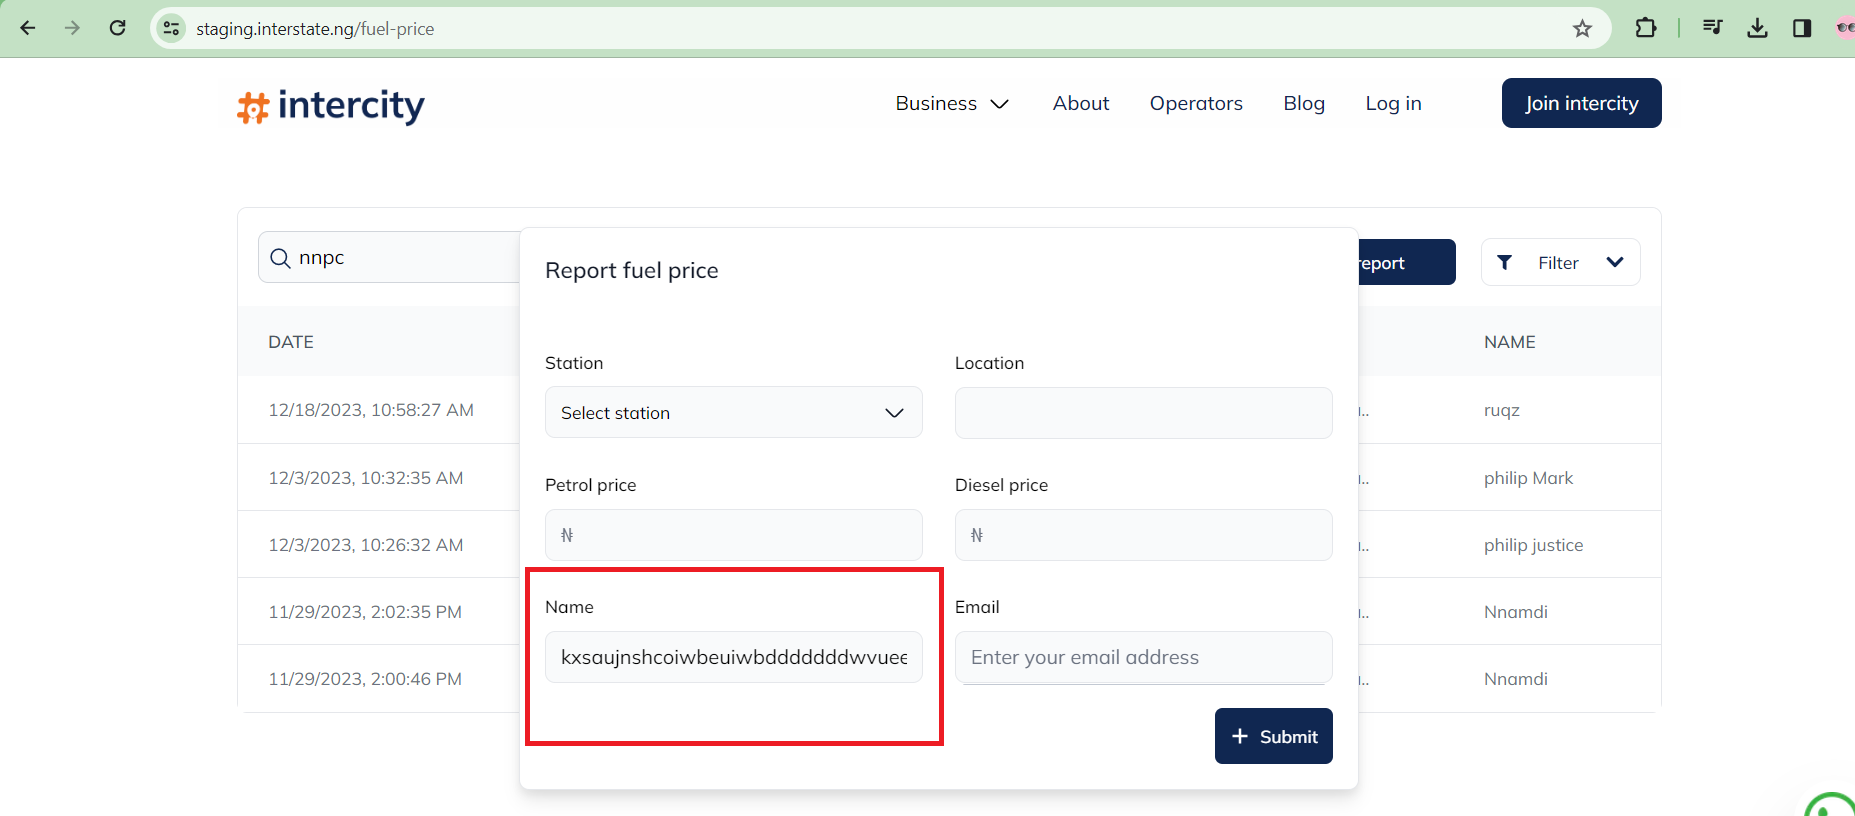 staging.interstate.ng/fuel-price
intercity
Business About Operators Blog Log in Join intercity
nnpc
Report fuel price
report
Filter
DATE
NAME
Station
Location
Select station
12/18/2023, 10:58:27 AM
ruqz
12/3/2023, 10:32:35 AM
philip Mark
Petrol price
Diesel price
₦
₦
12/3/2023, 10:26:32 AM
philip justice
Name
Email
11/29/2023, 2:02:35 PM
Nnamdi
kxsaujnshcoiwbeuiwbdddddddwvuee
Enter your email address
11/29/2023, 2:00:46 PM
Nnamdi
+ Submit